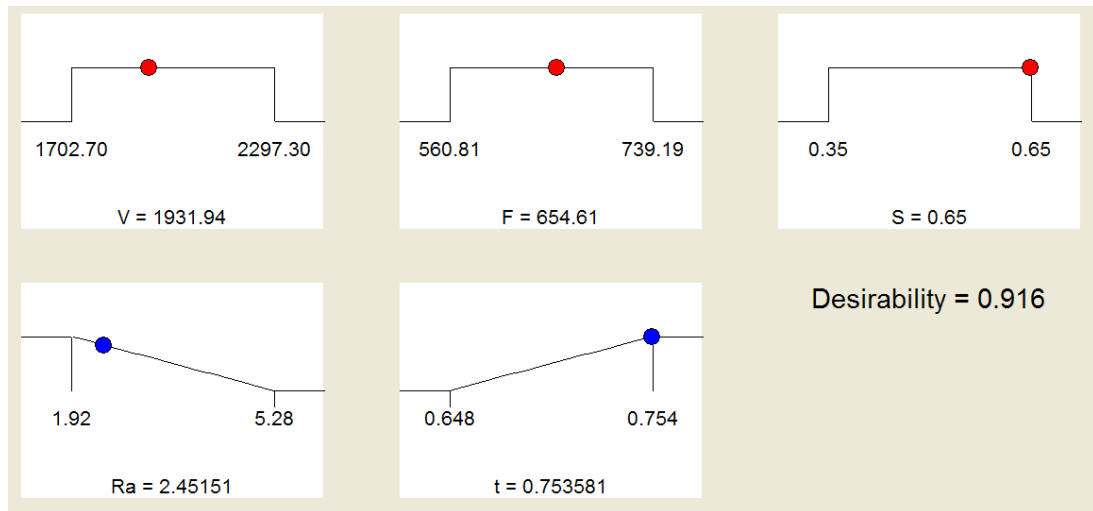 1702.70 2297.30
V = 1931.94
560.81 739.19
F = 654.61
0.35 0.65
S = 0.65
1.92 5.28
Ra = 2.45151
0.648 0.754
t = 0.753581
Desirability = 0.916